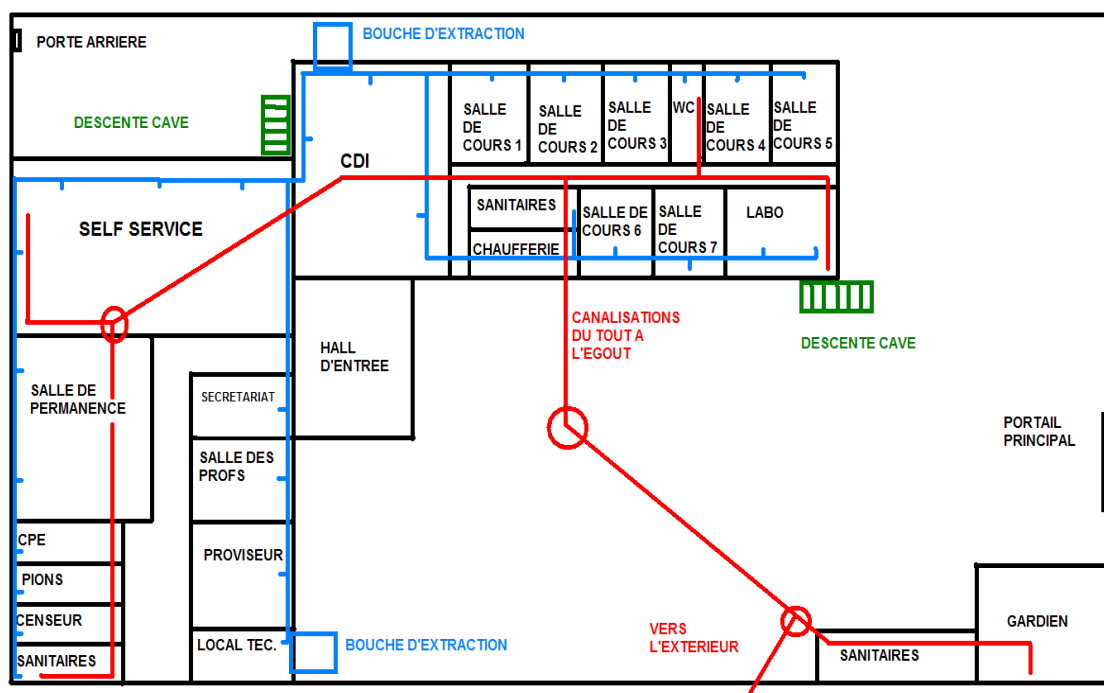 PORTE ARRIERE
BOUCHE D'EXTRACTION
DESCENTE CAVE
CDI
SALLE
DE
COURS 1
SALLE
DE
COURS 2
SALLE
DE
COURS 3
WC
SALLE
DE
COURS 4
SALLE
DE
COURS 5
SELF SERVICE
SANITAIRES
CHAUFFERIE
SALLE DE
COURS 6
SALLE
DE
COURS 7
LABO
CANALISATIONS
DU TOUT A
L'EGOUT
DESCENTE CAVE
HALL
D'ENTREE
SALLE DE
PERMANENCE
SECRETARIAT
SALLE DES
PROFS
PORTAIL
PRINCIPAL
CPE
PIONS
CENSEUR
SANITAIRES
PROVISEUR
LOCAL TEC.
BOUCHE D'EXTRACTION
VERS
L'EXTERIEUR
SANITAIRES
GARDIEN